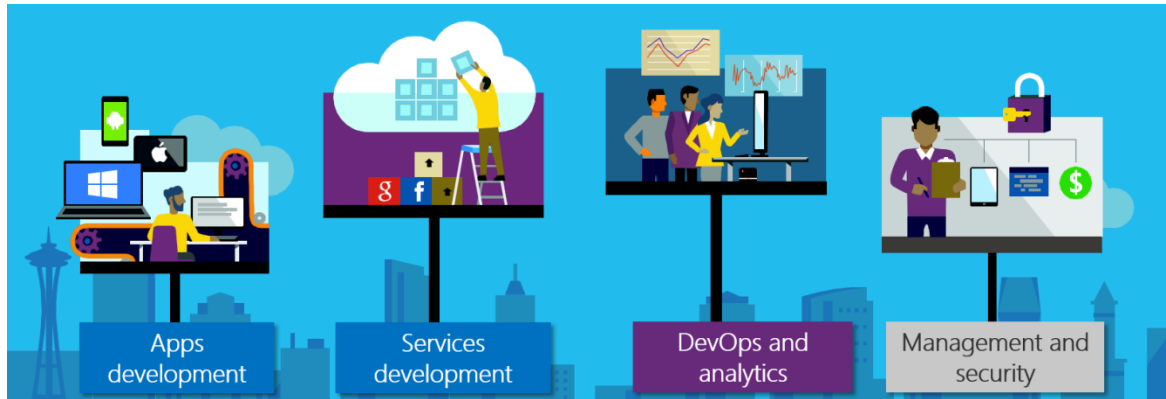 g
f
Apps
development
Services
development
DevOps and
analytics
Management and
security
$